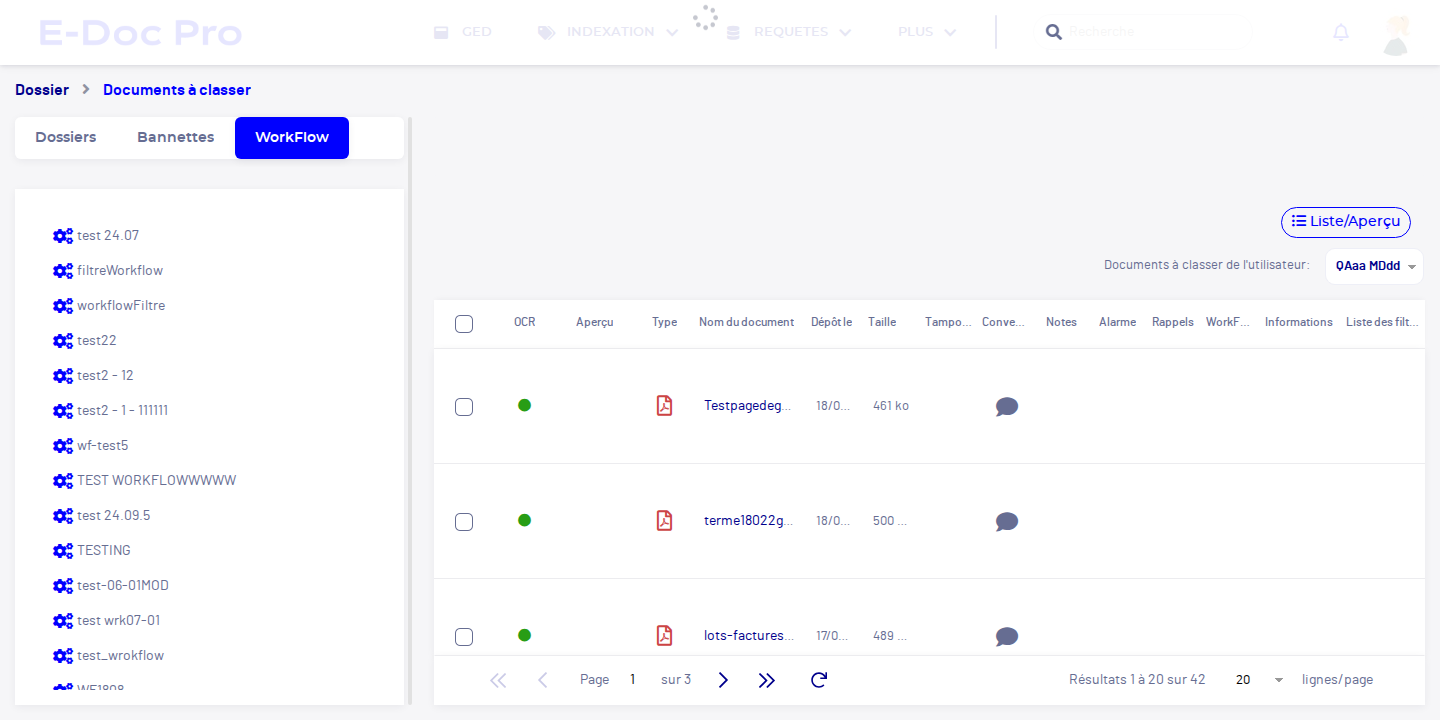 E-Doc Pro
GED
INDEXATION
REQUETES
PLUS
Recherche
Dossier
Documents à classer
Dossiers
Bannettes
WorkFlow
test 24.07
filtreWorkflow
workflowFiltre
test22
test2 - 12
test2 - 1 - 111111
wf-test5
TEST WORKFLOWWWWW
test 24.09.5
TESTING
test-06-01MOD
test wrk07-01
test_wrokflow
WF1808
Liste/Aperçu
Documents à classer de l'utilisateur:
QAaa MDdd
OCR Aperçu Type Nom du document Dépôt le Taille Tampo... Conve... Notes Alarme Rappels WorkF... Informations Liste des filt...
Testpagedeg... 18/0... 461 ko
terme18022g... 18/0... 500 ...
lots-factures... 17/0... 489 ...
Page 1 sur 3
Résultats 1 à 20 sur 42
20 lignes/page